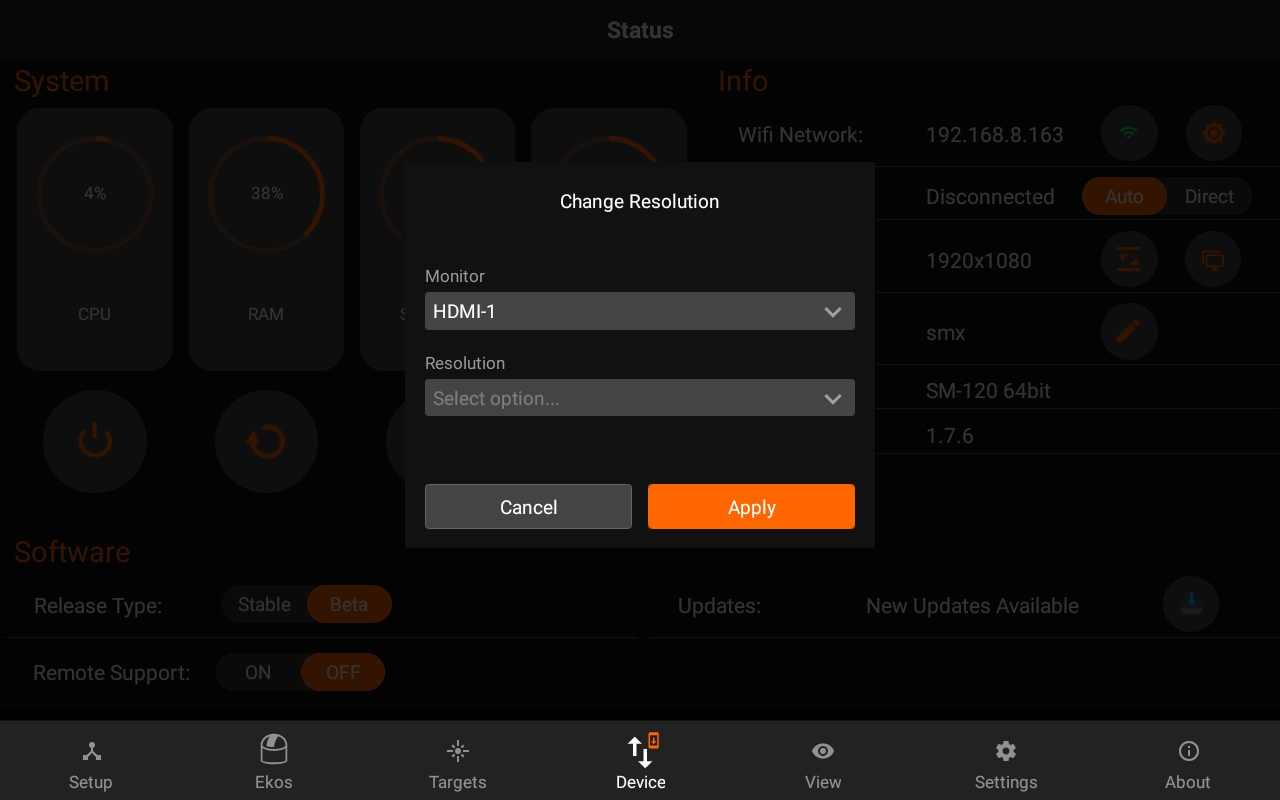 Status
System
Info
4%
38%
CPU
RAM
S
Wifi Network:
192.168.8.163
Disconnected
Auto
Direct
1920x1080
smx
SM-120 64bit
1.7.6
Change Resolution
Monitor
HDMI-1
Resolution
Select option...
Cancel
Apply
Software
Release Type:
Stable
Beta
Updates:
New Updates Available
Remote Support:
ON
OFF
Setup
Ekos
Targets
Device
View
Settings
About